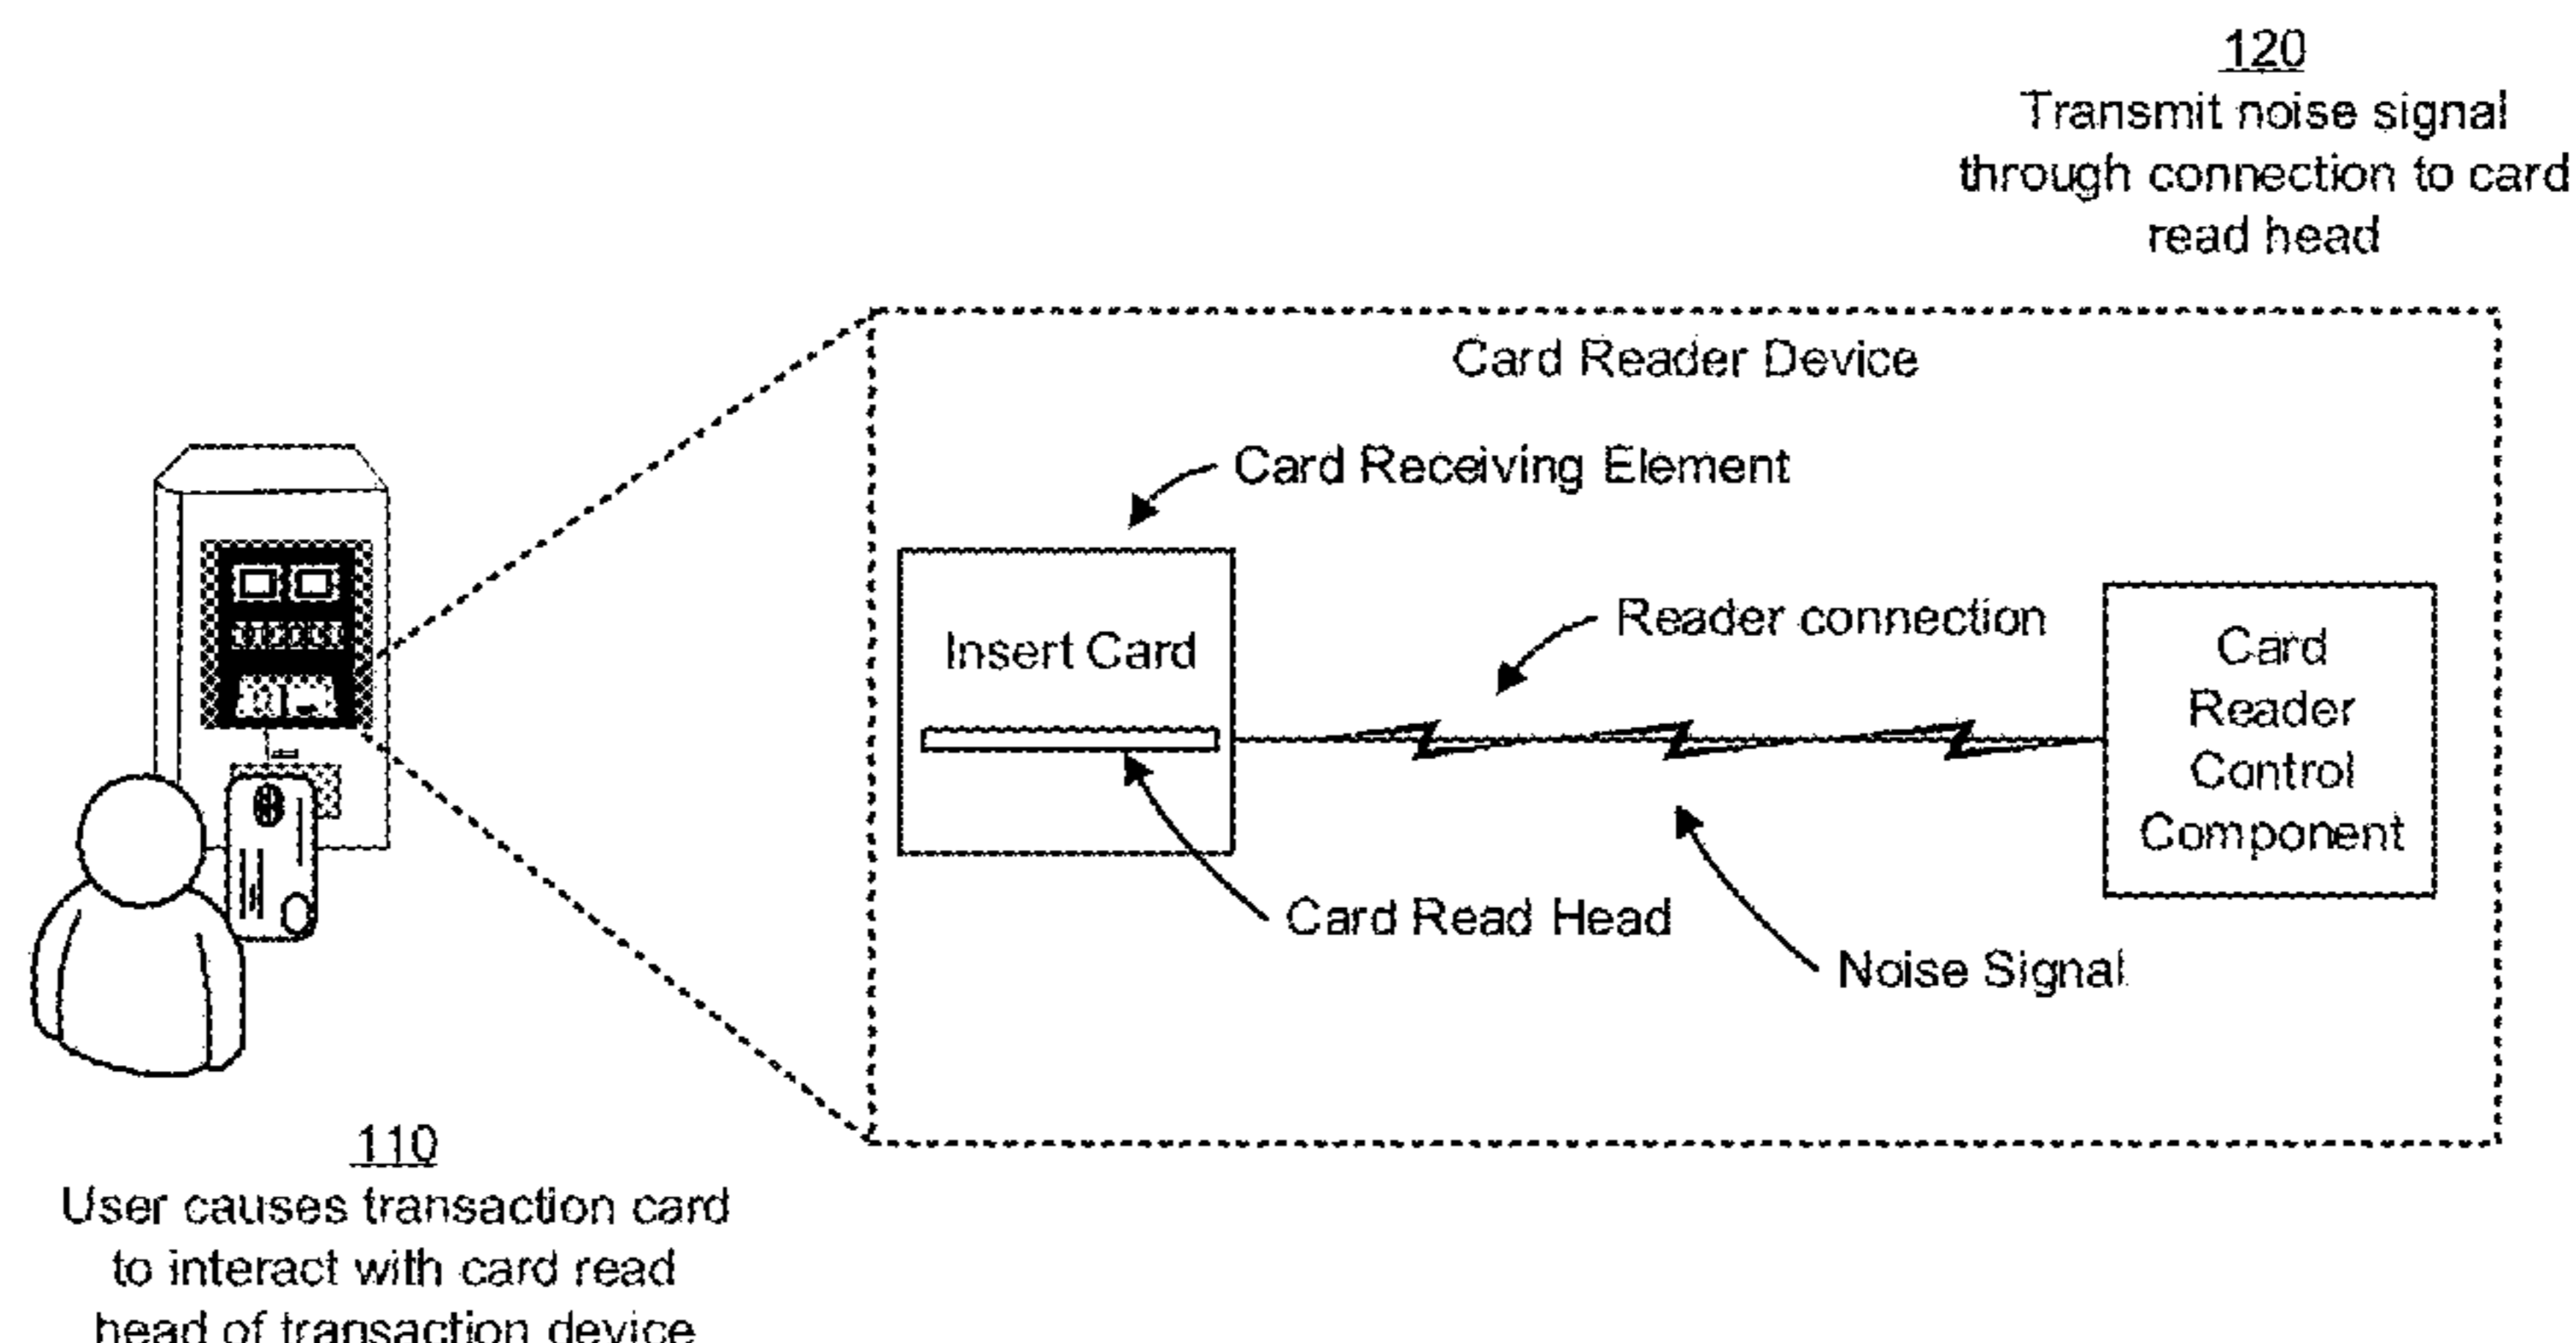 120
Transmit noise signal
through connection to card
read head
Card Reader Device
Card Receiving Element
Reader connection
Insert Card
Card
Reader
Control
Component
Card Read Head
Noise Signal
110
User causes transaction card
to interact with card read
head of transaction device